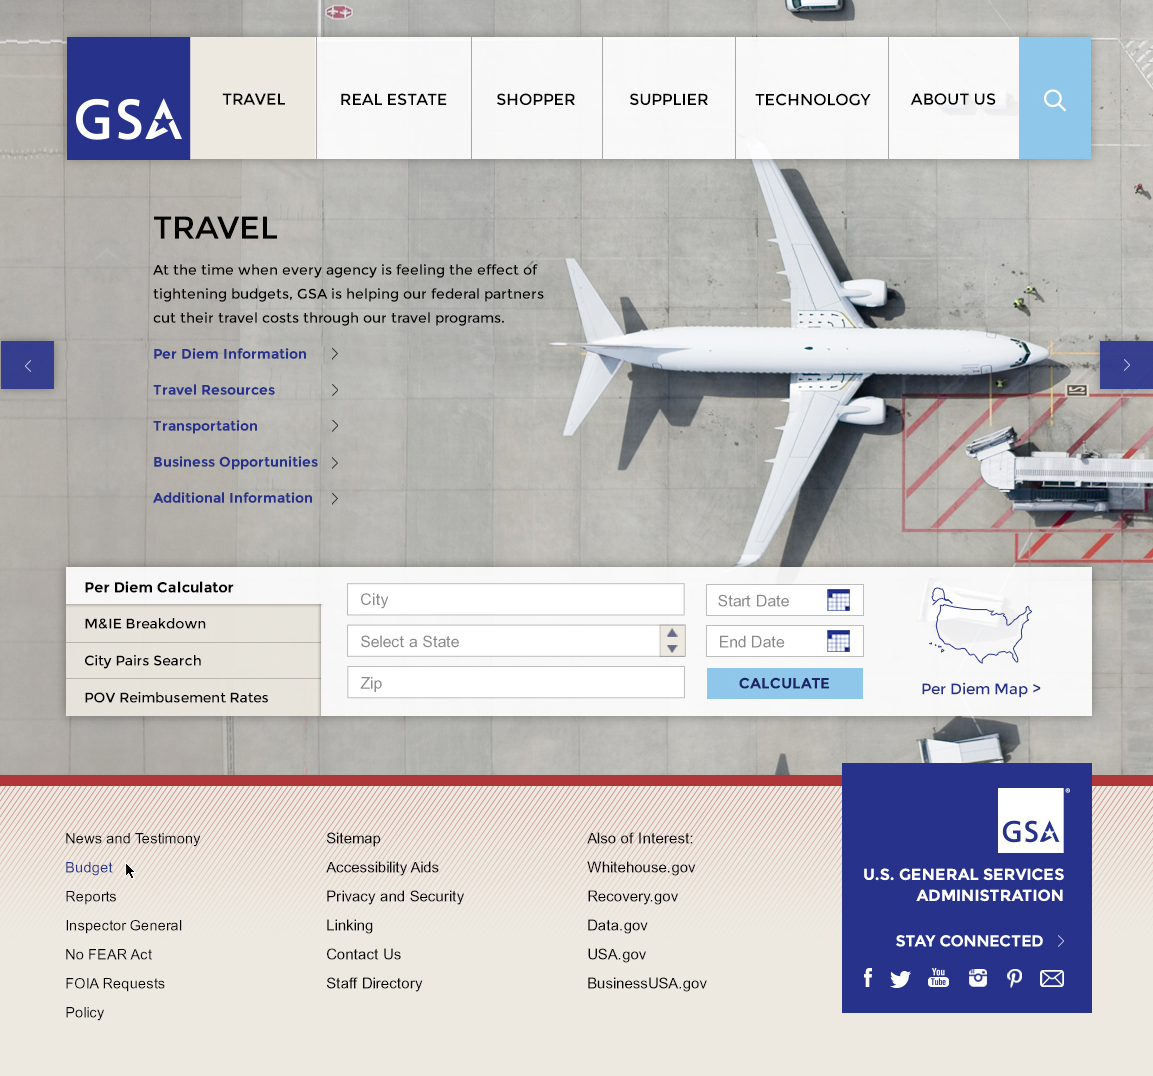 GSA
TRAVEL
REAL ESTATE
SHOPPER
SUPPLIER
TECHNOLOGY
ABOUT US
TRAVEL
At the time when every agency is feeling the effect of
tightening budgets, GSA is helping our federal partners
cut their travel costs through our travel programs.
Per Diem Information
Travel Resources
Transportation
Business Opportunities
Additional Information
Per Diem Calculator
M&IE Breakdown
City Pairs Search
POV Reimbusement Rates
City
Select a State
Zip
Start Date
End Date
CALCULATE
Per Diem Map >
News and Testimony
Budget
Reports
Inspector General
No FEAR Act
FOIA Requests
Policy
Sitemap
Accessibility Aids
Privacy and Security
Linking
Contact Us
Staff Directory
Also of Interest:
Whitehouse.gov
Recovery.gov
Data.gov
USA.gov
BusinessUSA.gov
GSA®
U.S. GENERAL SERVICES
ADMINISTRATION
STAY CONNECTED
You
Tube